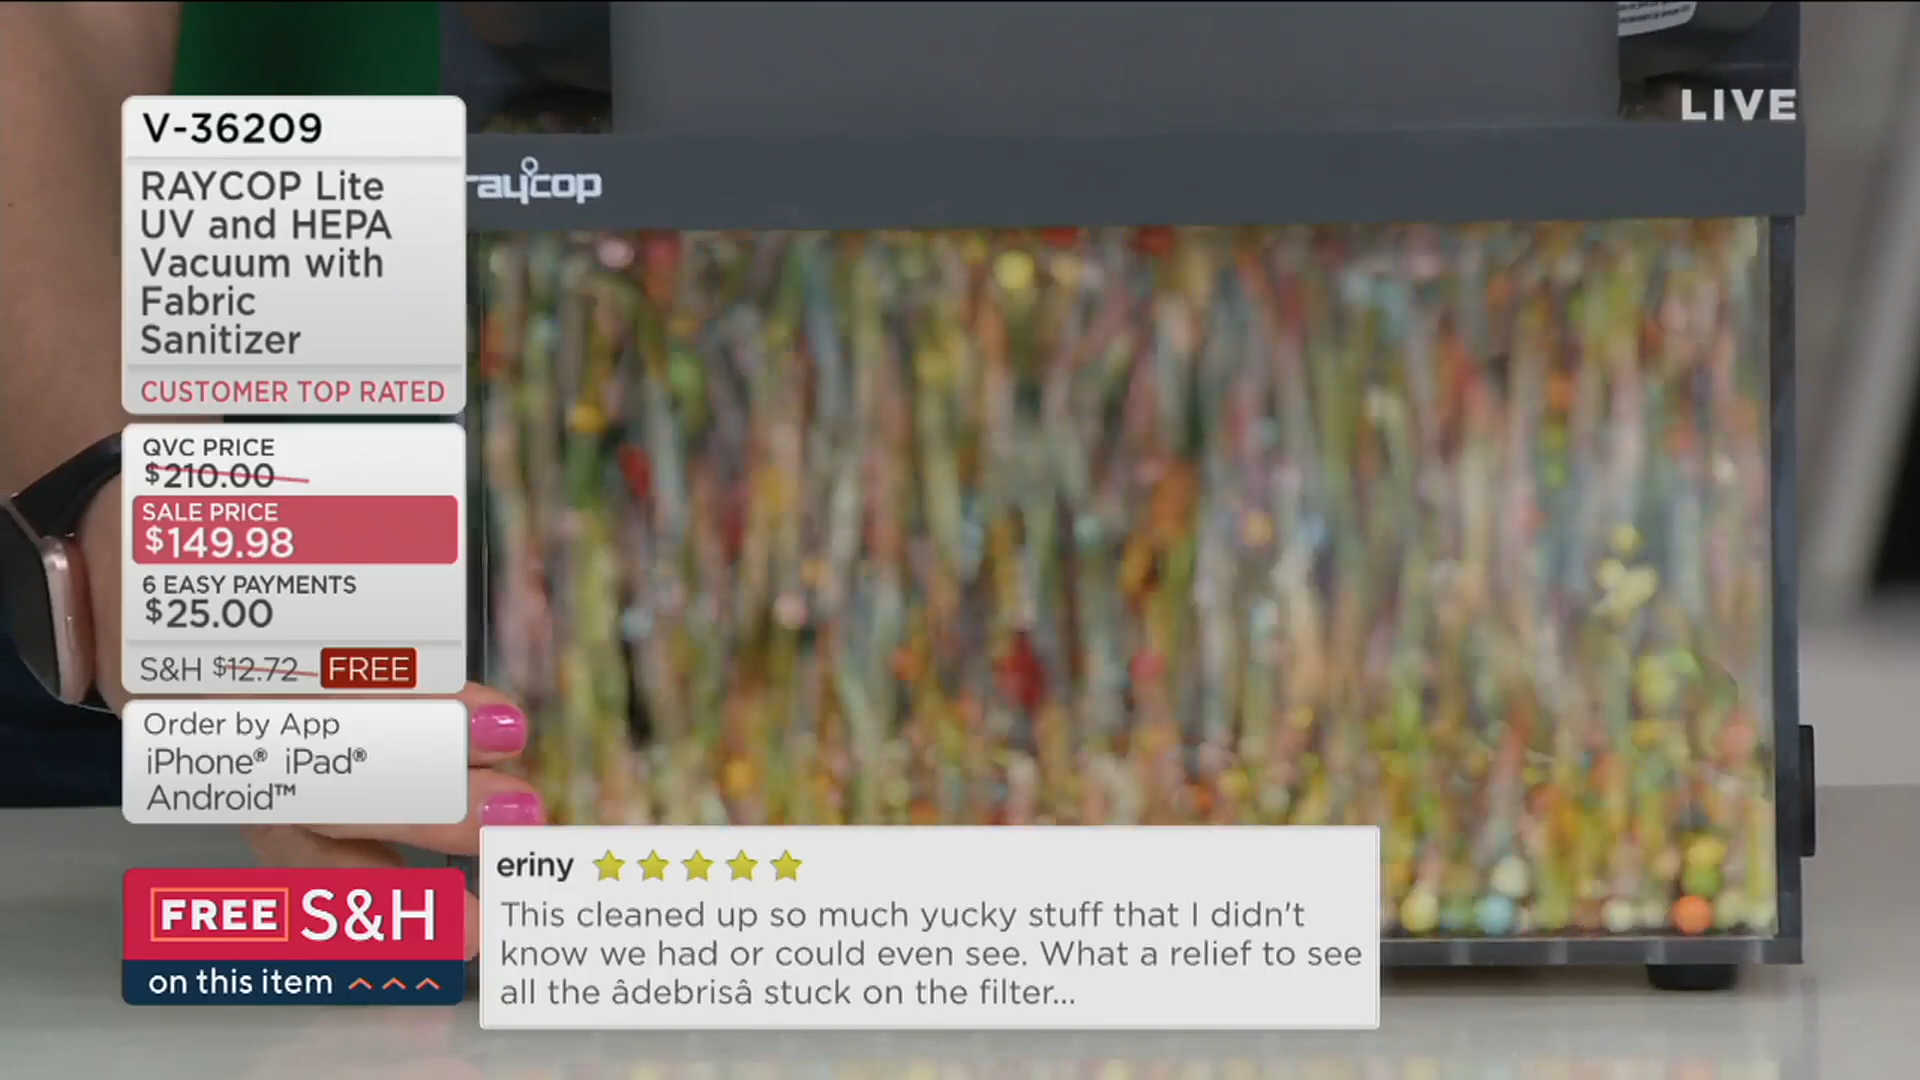 LIVE
V-36209
RAYCOP Lite
UV and HEPA
Vacuum with
Fabric
Sanitizer
CUSTOMER TOP RATED
raycop
QVC PRICE
$210.00
SALE PRICE
$149.98
6 EASY PAYMENTS
$25.00
S&H $12.72 FREE
Order by App
iPhone® iPad®
Android™
FREE S&H
on this item
eriny
This cleaned up so much yucky stuff that I didn't
know we had or could even see. What a relief to see
all the âdebrisâ stuck on the filter...